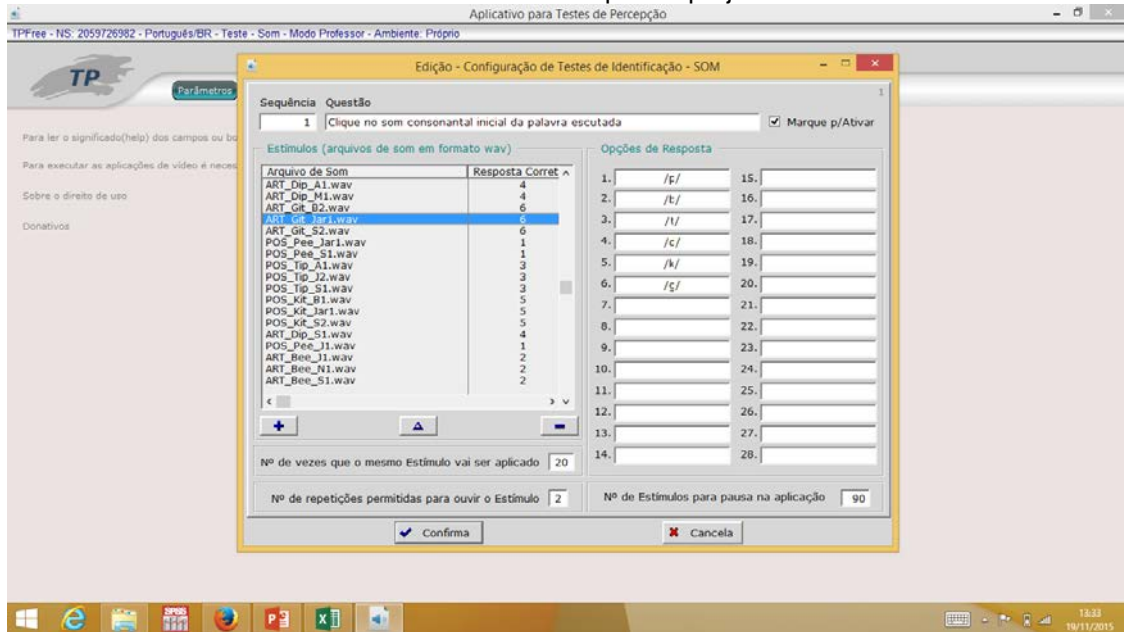 Aplicativo para Testes de Percepção
TPFree - NS: 2059726982 - Português/BR - Teste - Som - Modo Professor - Ambiente: Próprio
TP
Parâmetros
Para ler o significado(help) dos campos ou bo
Para executar as aplicações de vídeo é neces
Sobre o direito de uso
Donativos
Edição - Configuração de Testes de Identificação - SOM
1
Sequência Questão
1 Clique no som consonantal inicial da palavra escutada
Marque p/Ativar
Estímulos (arquivos de som em formato wav)
Arquivo de Som Resposta Corret
ART_Dip_A1.wav 4
ART_Dip_M1.wav 4
ART_Git_B2.wav 6
ART_Git_Jar1.wav 6
ART_Git_S2.wav 6
POS_Pee_Jar1.wav 1
POS_Pee_S1.wav 1
POS_Tip_A1.wav 3
POS_Tip_J2.wav 3
POS_Tip_S1.wav 3
POS_Kit_B1.wav 5
POS_Kit_Jar1.wav 5
POS_Kit_S2.wav 5
ART_Dip_S1.wav 4
POS_Pee_J1.wav 1
ART_Bee_J1.wav 2
ART_Bee_N1.wav 2
ART_Bee_S1.wav 2
Nº de vezes que o mesmo Estímulo vai ser aplicado 20
Nº de repetições permitidas para ouvir o Estímulo 2
Opções de Resposta
1. 15.
2. 16.
3. 17.
4. /c/ 18.
5. /k/ 19.
6. 20.
7. 21.
8. 22.
9. 23.
10. 24.
11. 25.
12. 26.
13. 27.
14. 28.
Nº de Estímulos para pausa na aplicação 90
Confirma
Cancela
SPSS
13:33
19/11/2015